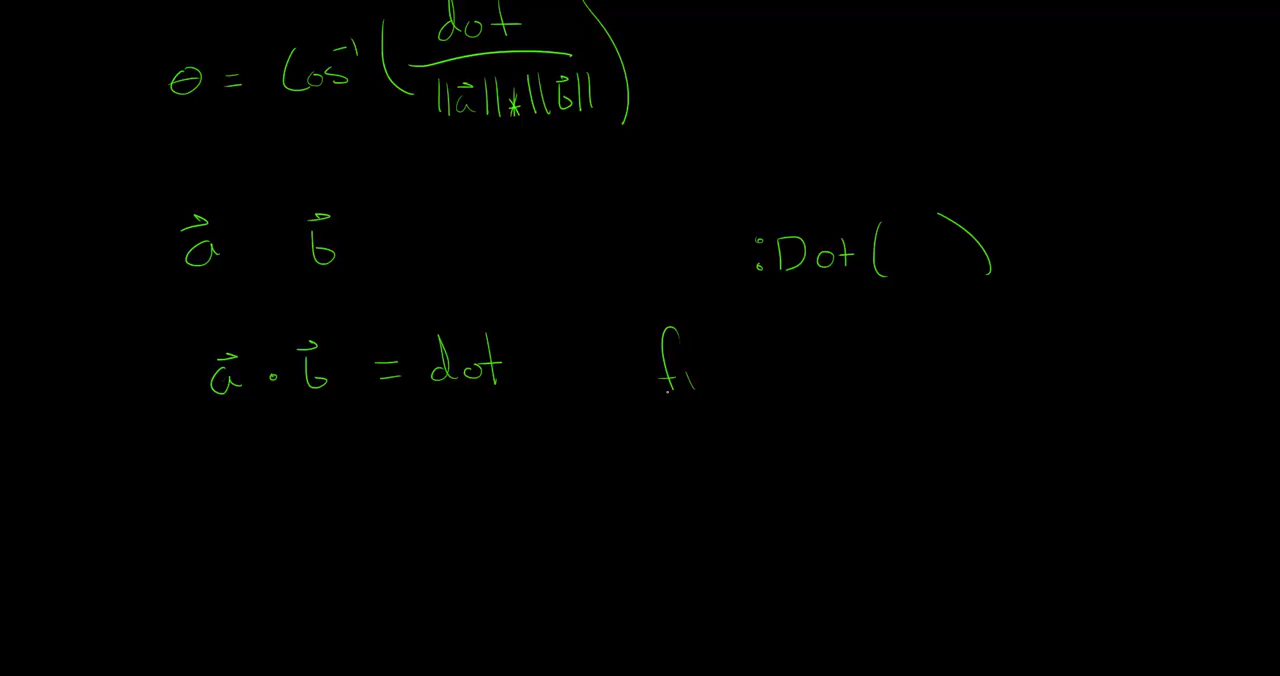 θ = Cos⁻¹( dot / ||a⃗|| * ||b⃗|| )
a⃗ b⃗ :Dot( )
a⃗ · b⃗ = dot